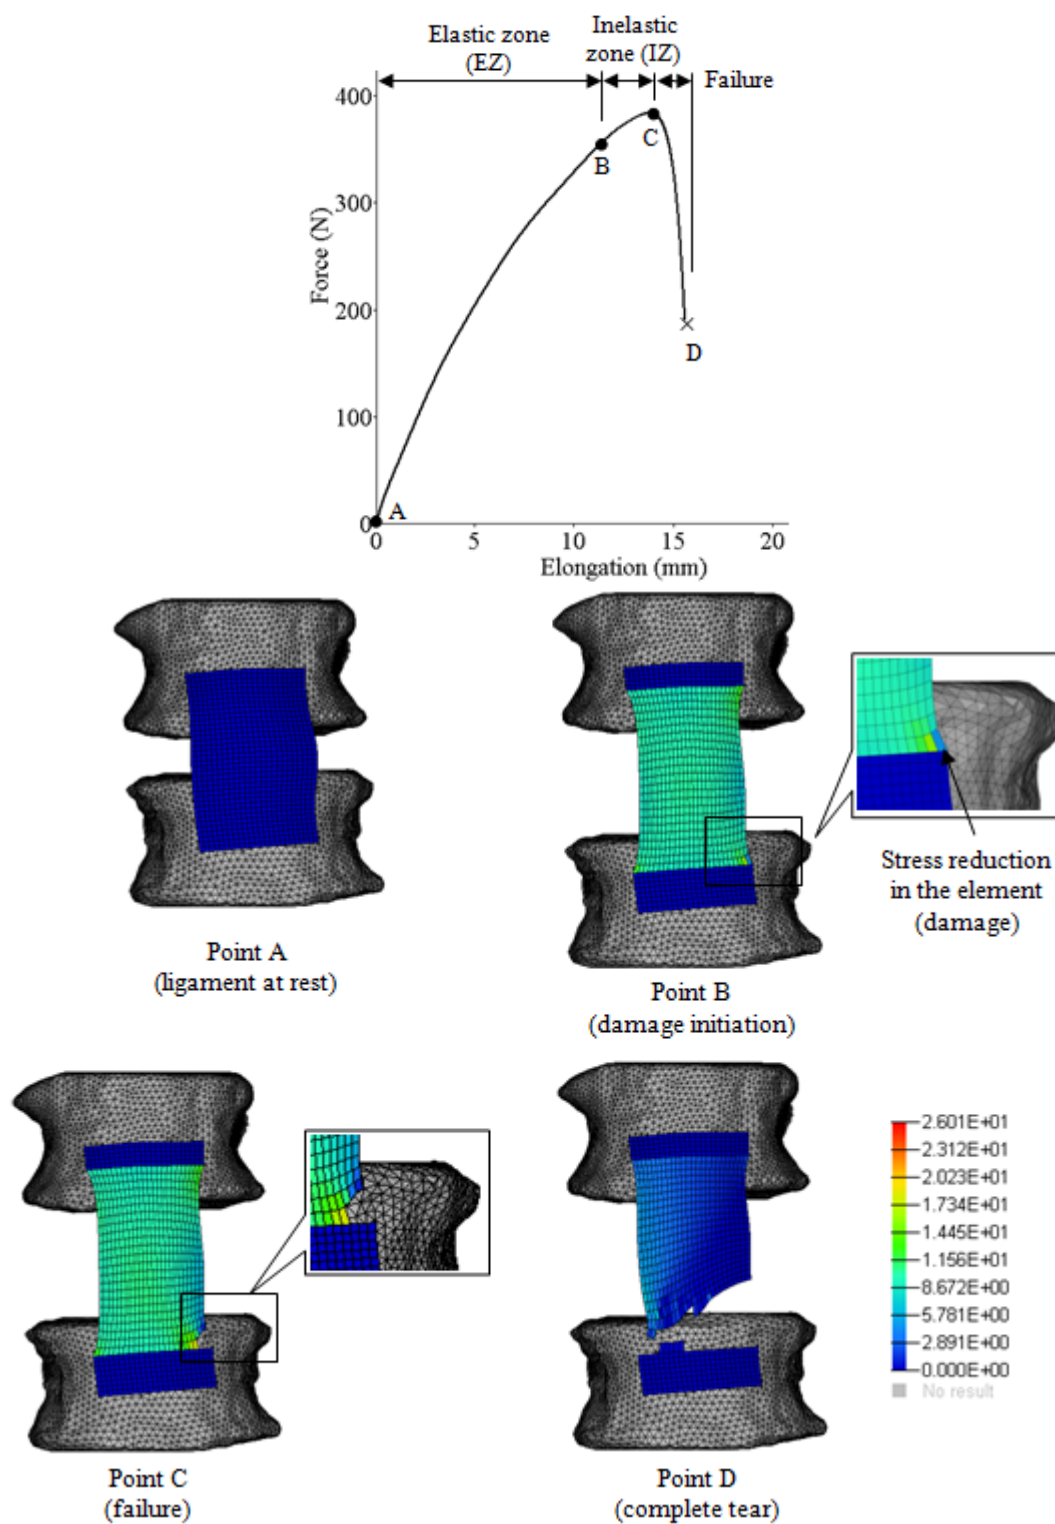 Elastic zone
(EZ)
Inelastic
zone (IZ)
Failure
400
300
200
100
0
Force (N)
A
B
C
D
0
5
10
15
20
Elongation (mm)
Point A
(ligament at rest)
Point B
(damage initiation)
Stress reduction
in the element
(damage)
Point C
(failure)
Point D
(complete tear)
2.601E+01
2.312E+01
2.023E+01
1.734E+01
1.445E+01
1.156E+01
8.672E+00
5.781E+00
2.891E+00
0.000E+00
No result